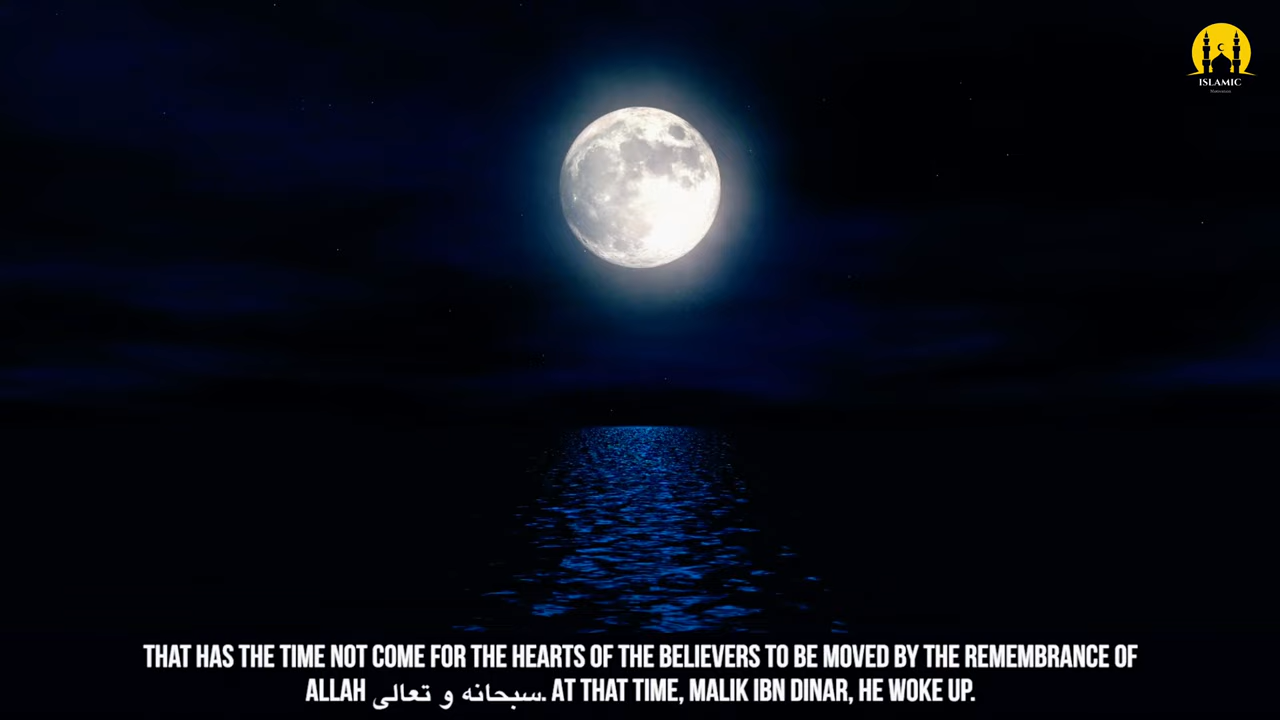 ISLAMIC
THAT HAS THE TIME NOT COME FOR THE HEARTS OF THE BELIEVERS TO BE MOVED BY THE REMEMBRANCE OF
ALLAH سبحانه و تعالى. AT THAT TIME, MALIK IBN DINAR, HE WOKE UP.